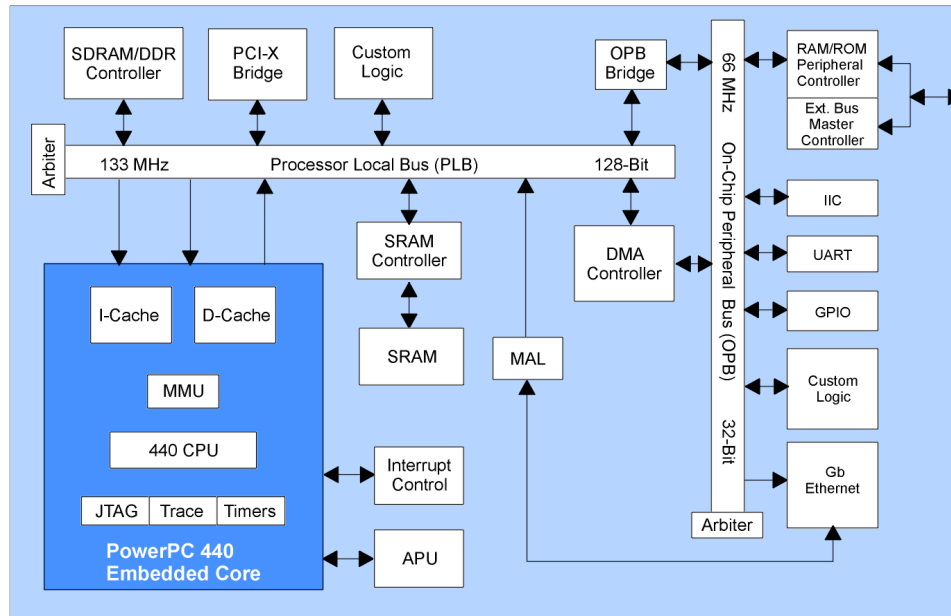 SDRAM/DDR
Controller
PCI-X
Bridge
Custom
Logic
OPB
Bridge
RAM/ROM
Peripheral
Controller
Ext. Bus
Master
Controller
Arbiter
133 MHz
Processor Local Bus (PLB)
128-Bit
66 MHz
On-Chip Peripheral Bus (OPB)
32-Bit
Arbiter
SRAM
Controller
DMA
Controller
IIC
UART
GPIO
Custom
Logic
Gb
Ethernet
I-Cache
D-Cache
SRAM
MAL
MMU
440 CPU
JTAG
Trace
Timers
PowerPC 440
Embedded Core
Interrupt
Control
APU